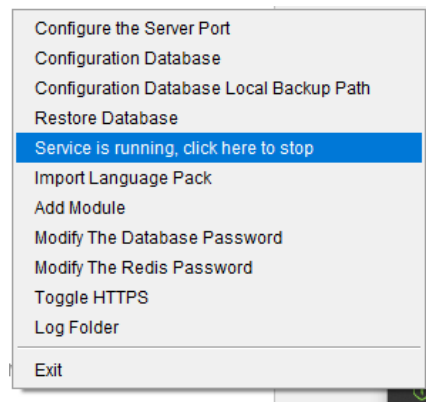 Configure the Server Port
Configuration Database
Configuration Database Local Backup Path
Restore Database
Service is running, click here to stop
Import Language Pack
Add Module
Modify The Database Password
Modify The Redis Password
Toggle HTTPS
Log Folder
Exit